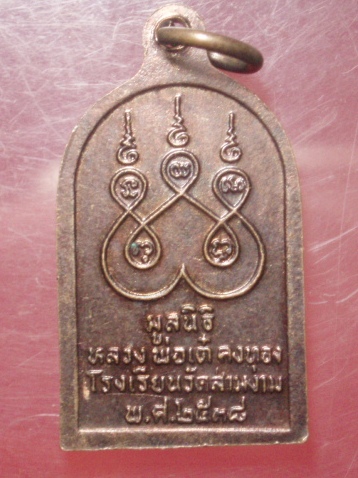 มูลนิธิ
หลวงพ่อเต๋ คงทอง
โรงเรียนวัดสามง่าม
พ.ศ.๒๕๓๘